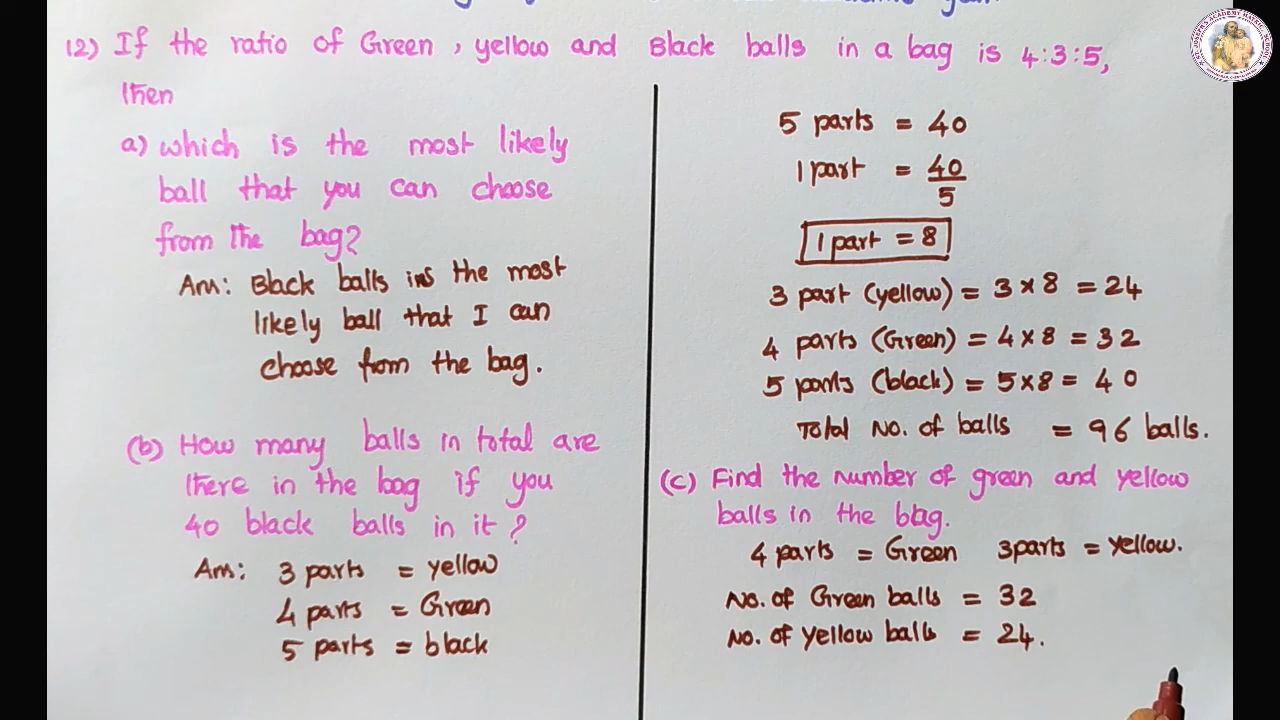 12) If the ratio of Green, yellow and Black balls in a bag is 4:3:5,
then
a) which is the most likely
ball that you can choose
from the bag?
Ans: Black balls is the most
likely ball that I can
choose from the bag.
(b) How many balls in total are
there in the bag if you
40 black balls in it?
Ans: 3 parts = yellow
4 parts = Green
5 parts = black
5 parts = 40
1 part = 40/5
1 part = 8
3 part (yellow) = 3 × 8 = 24
4 parts (Green) = 4 × 8 = 32
5 parts (black) = 5 × 8 = 40
Total No. of balls = 96 balls.
(c) Find the number of green and yellow
balls in the bag.
4 parts = Green 3 parts = yellow.
No. of Green balls = 32
No. of yellow balls = 24.